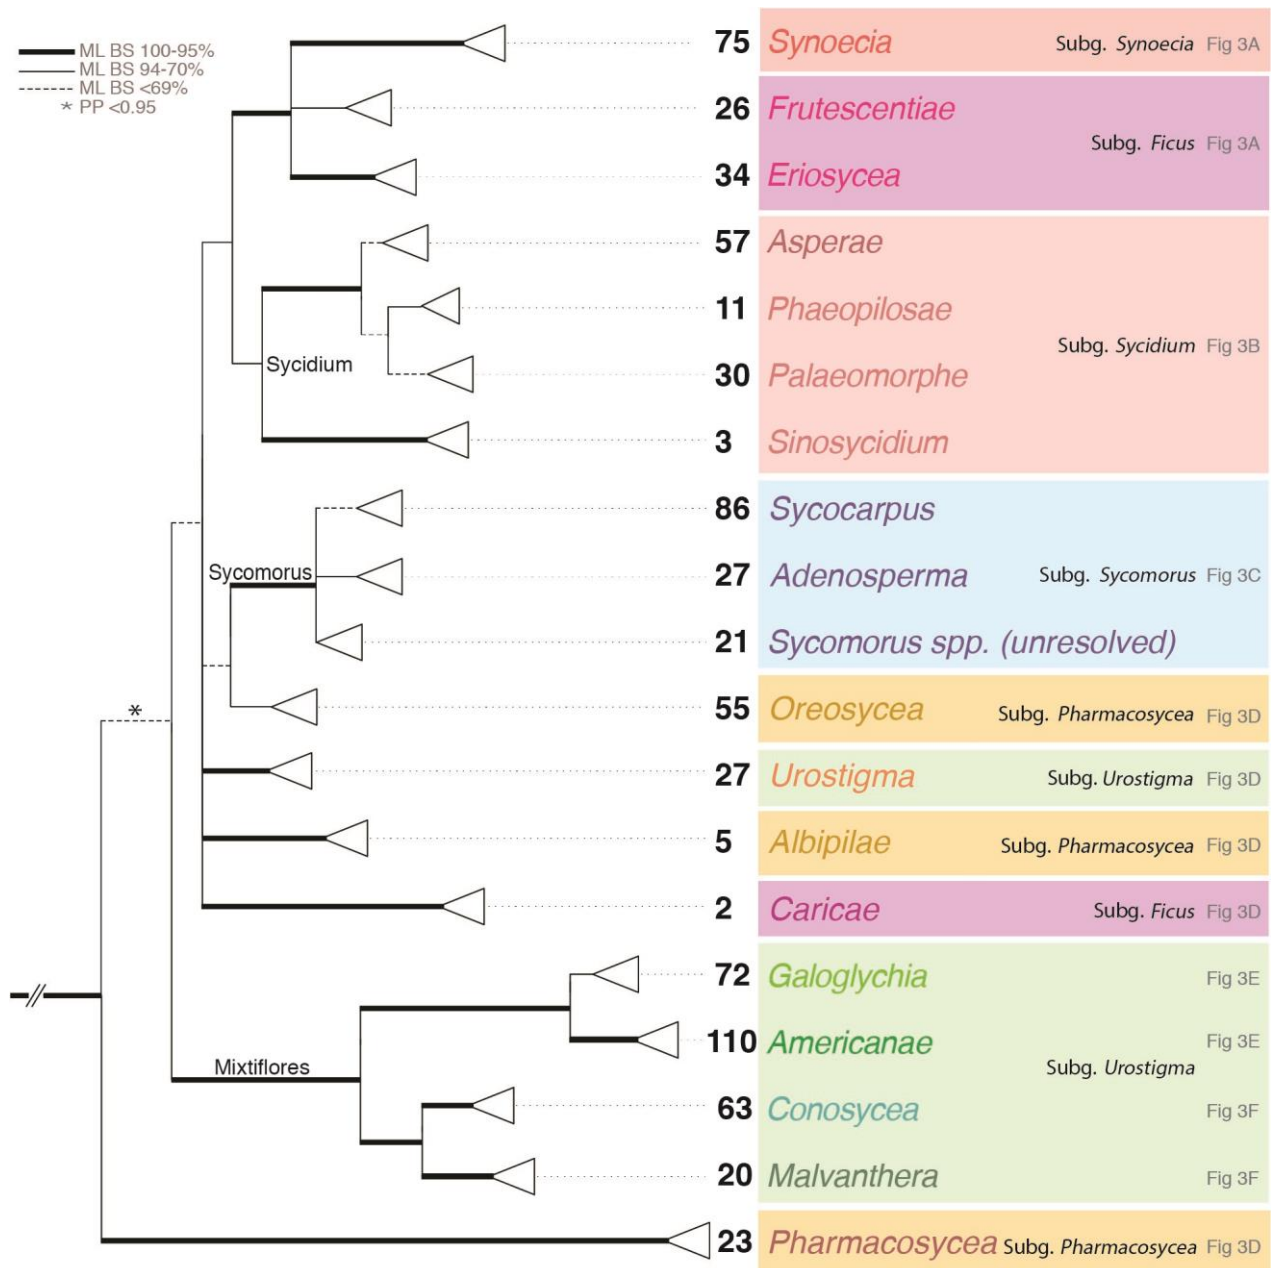 ML BS 100-95%
ML BS 94-70%
ML BS <69%
* PP <0.95
75 Synoecia Subg. Synoecia Fig 3A
26 Frutescentiae
Subg. Ficus Fig 3A
34 Eriosycea
57 Asperae
11 Phaeopilosae
Subg. Sycidium Fig 3B
Sycidium
30 Palaeomorphe
3 Sinosycidium
86 Sycocarpus
Sycomorus
27 Adenosperma Subg. Sycomorus Fig 3C
21 Sycomorus spp. (unresolved)
55 Oreosycea Subg. Pharmacosycea Fig 3D
*
27 Urostigma Subg. Urostigma Fig 3D
5 Albipilae Subg. Pharmacosycea Fig 3D
2 Caricae Subg. Ficus Fig 3D
72 Galoglychia Fig 3E
110 Americanae Fig 3E
Mixtiflores
Subg. Urostigma
63 Conosycea Fig 3F
20 Malvanthera Fig 3F
23 Pharmacosycea Subg. Pharmacosycea Fig 3D